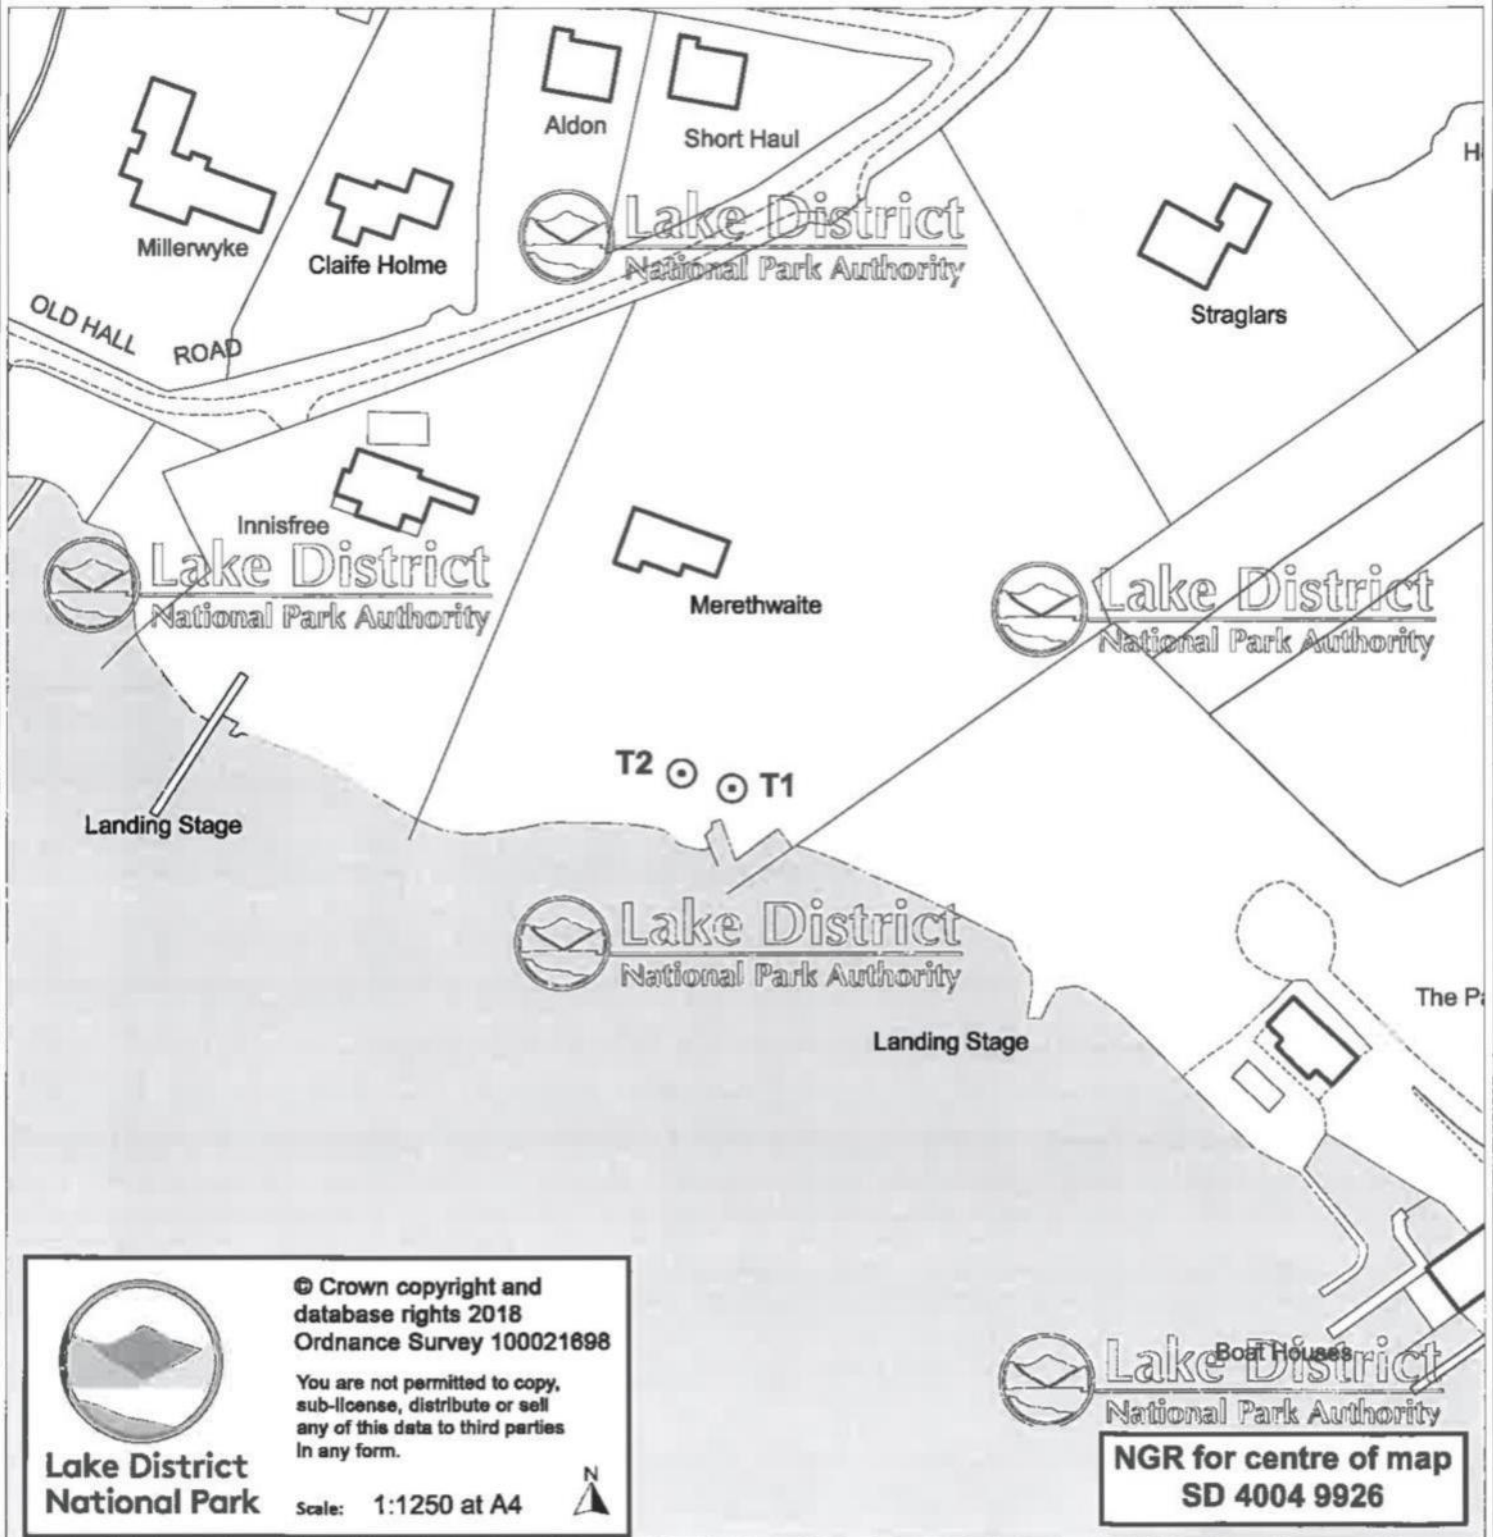 Aldon
Short Haul
Millerwyke
Claife Holme
Lake District
National Park Authority
Straglars
OLD HALL ROAD
Innisfree
Lake District
National Park Authority
Merethwaite
Lake District
National Park Authority
T2
T1
Landing Stage
Lake District
National Park Authority
The Pa
Landing Stage
Boat Houses
Lake District
National Park Authority
© Crown copyright and
database rights 2018
Ordnance Survey 100021698
You are not permitted to copy,
sub-license, distribute or sell
any of this data to third parties
In any form.
Lake District
National Park
Scale: 1:1250 at A4
N
NGR for centre of map
SD 4004 9926